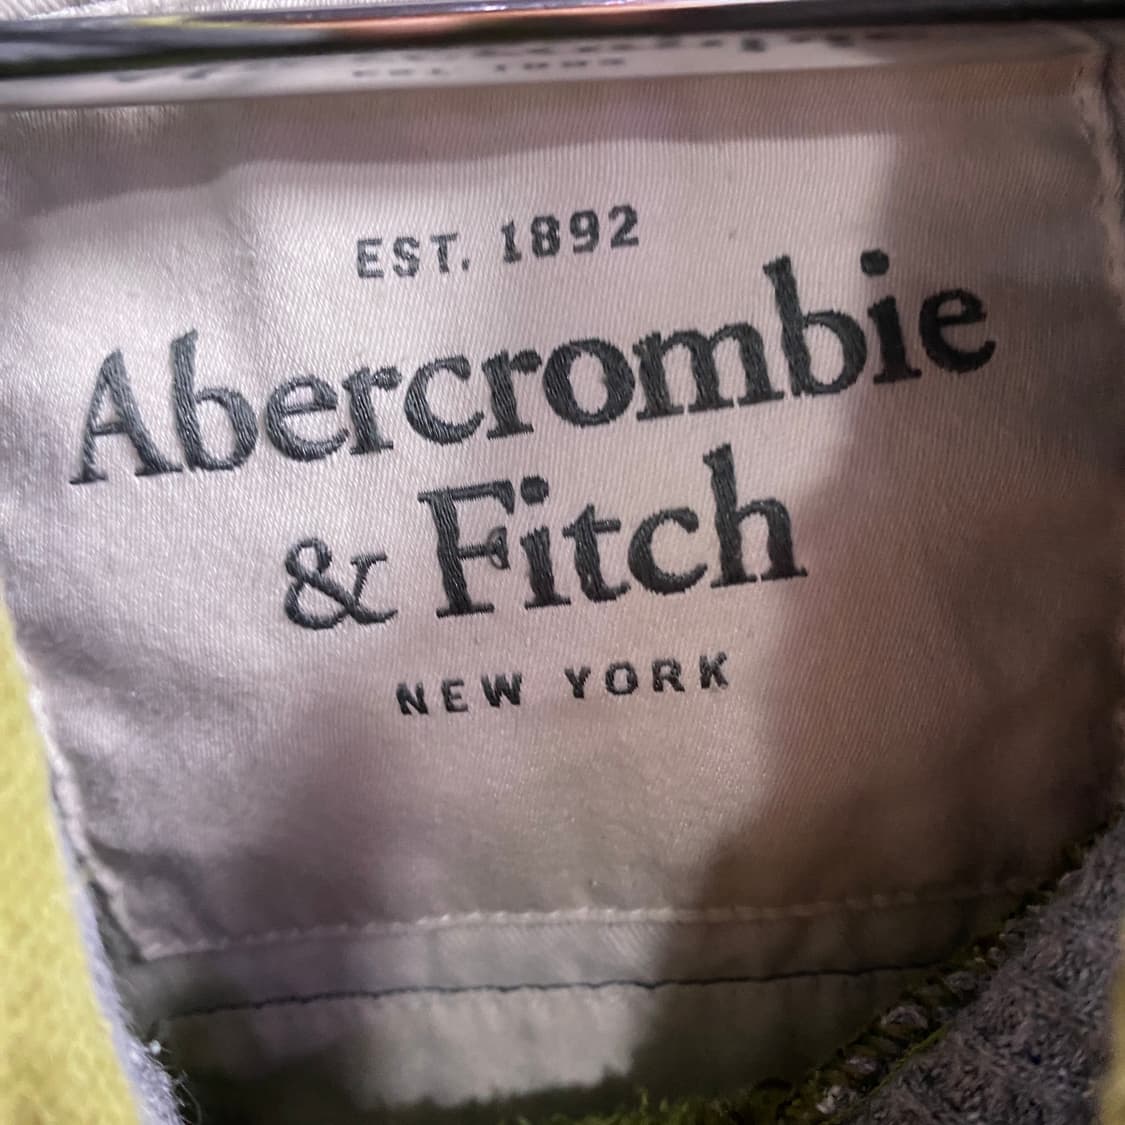 EST. 1892
Abercrombie
& Fitch
NEW YORK